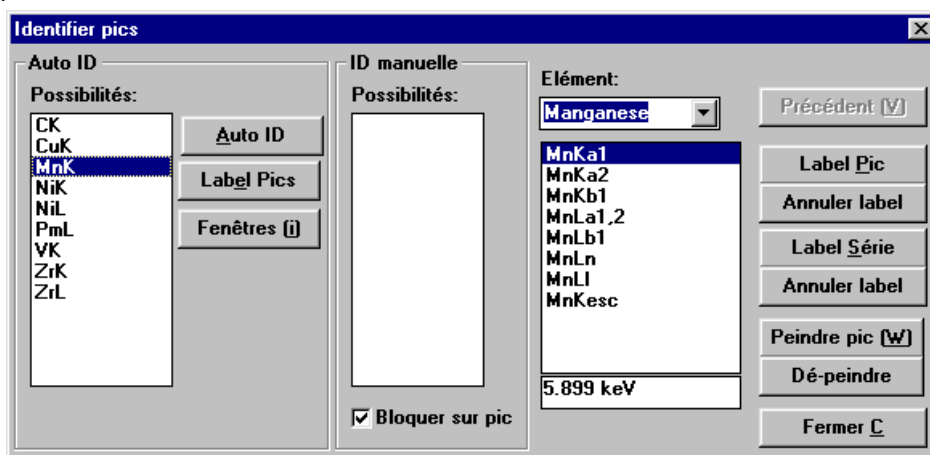 Identifier pics
Auto ID
Possibilités:
CK
CuK
MnK
NiK
NiL
PmL
VK
ZrK
ZrL
Auto ID
Label Pics
Fenêtres (i)
ID manuelle
Possibilités:
Bloquer sur pic
Elément:
Manganese
MnKa1
MnKa2
MnKb1
MnLa1,2
MnLb1
MnLn
MnLl
MnKesc
5.899 keV
Précédent (V)
Label Pic
Annuler label
Label Série
Annuler label
Peindre pic (W)
Dé-peindre
Fermer C